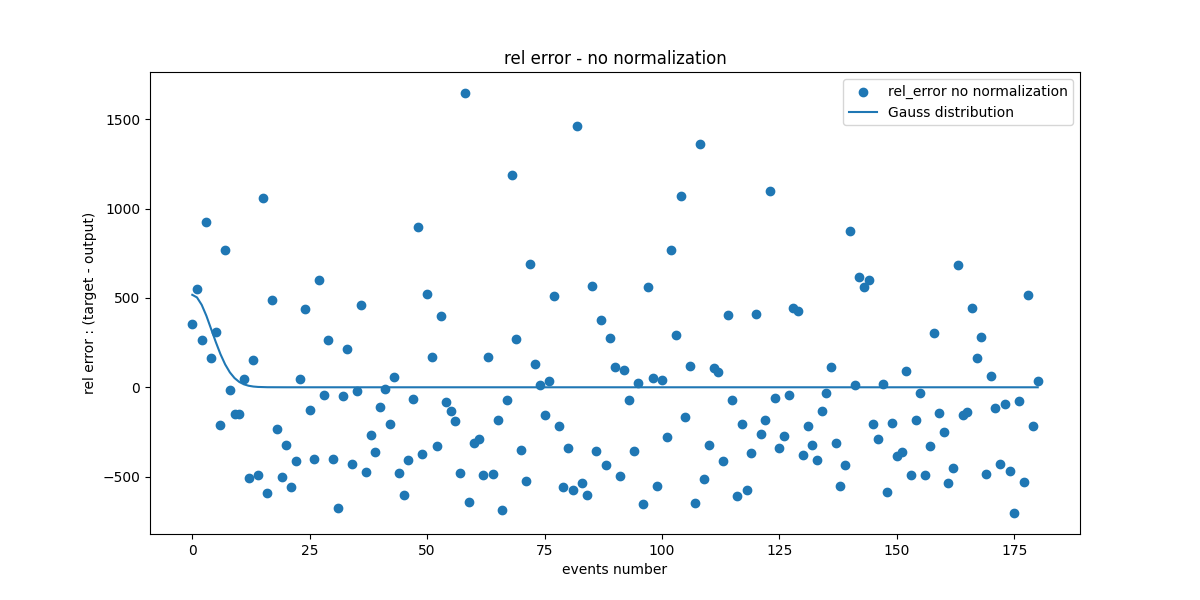 rel error - no normalization
rel_error no normalization
Gauss distribution
rel error : (target - output)
1500
1000
500
0
−500
0
25
50
75
100
125
150
175
events number